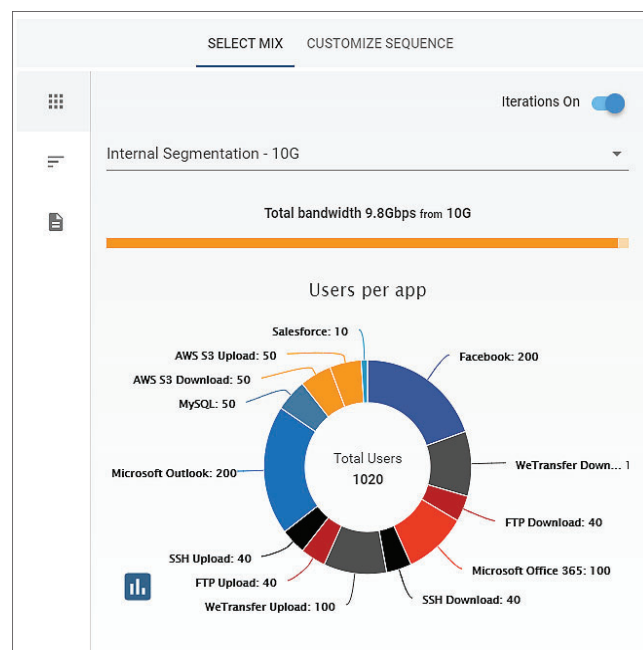 SELECT MIX CUSTOMIZE SEQUENCE
Iterations On
Internal Segmentation - 10G
Total bandwidth 9.8Gbps from 10G
Users per app
Salesforce: 10
AWS S3 Upload: 50
Facebook: 200
AWS S3 Download: 50
MySQL: 50
Total Users
1020
Microsoft Outlook: 200
WeTransfer Down... 1
FTP Download: 40
SSH Upload: 40
Microsoft Office 365: 100
FTP Upload: 40
SSH Download: 40
WeTransfer Upload: 100